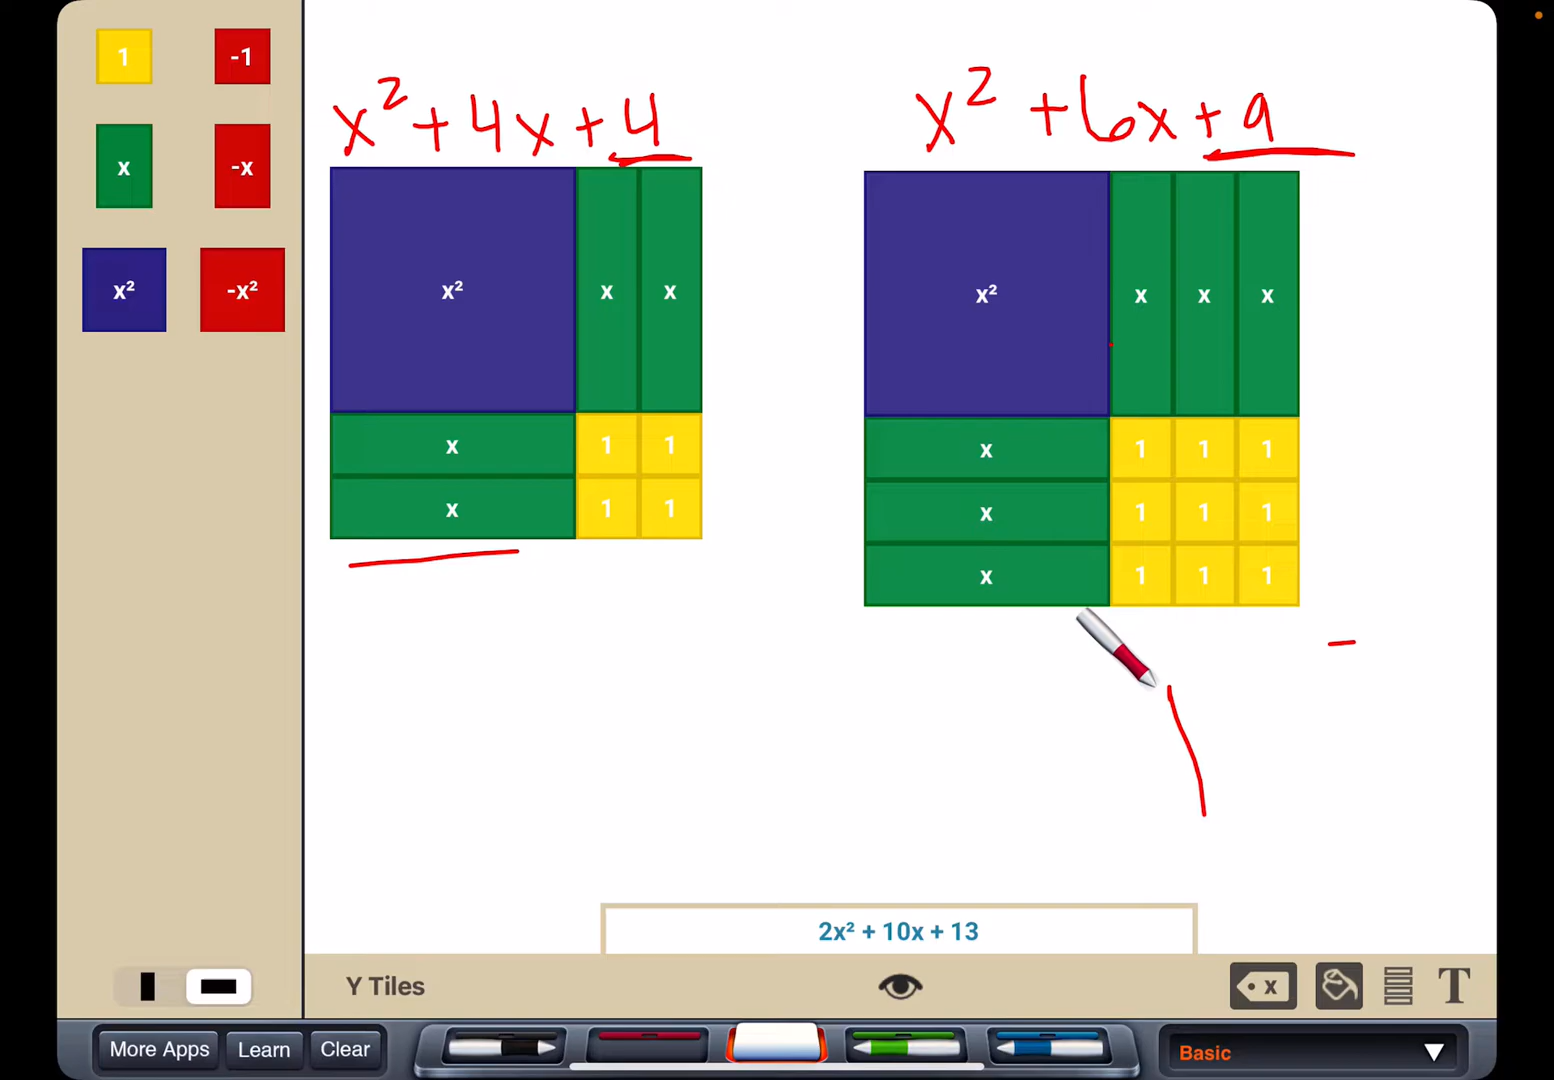 1 -1
x -x
x² -x²
x² + 4x + 4
x² x x
x 1 1
x 1 1
x² + 6x + 9
x² x x x
x 1 1 1
x 1 1 1
x 1 1 1
2x² + 10x + 13
Y Tiles
x
T
More Apps Learn Clear
Basic